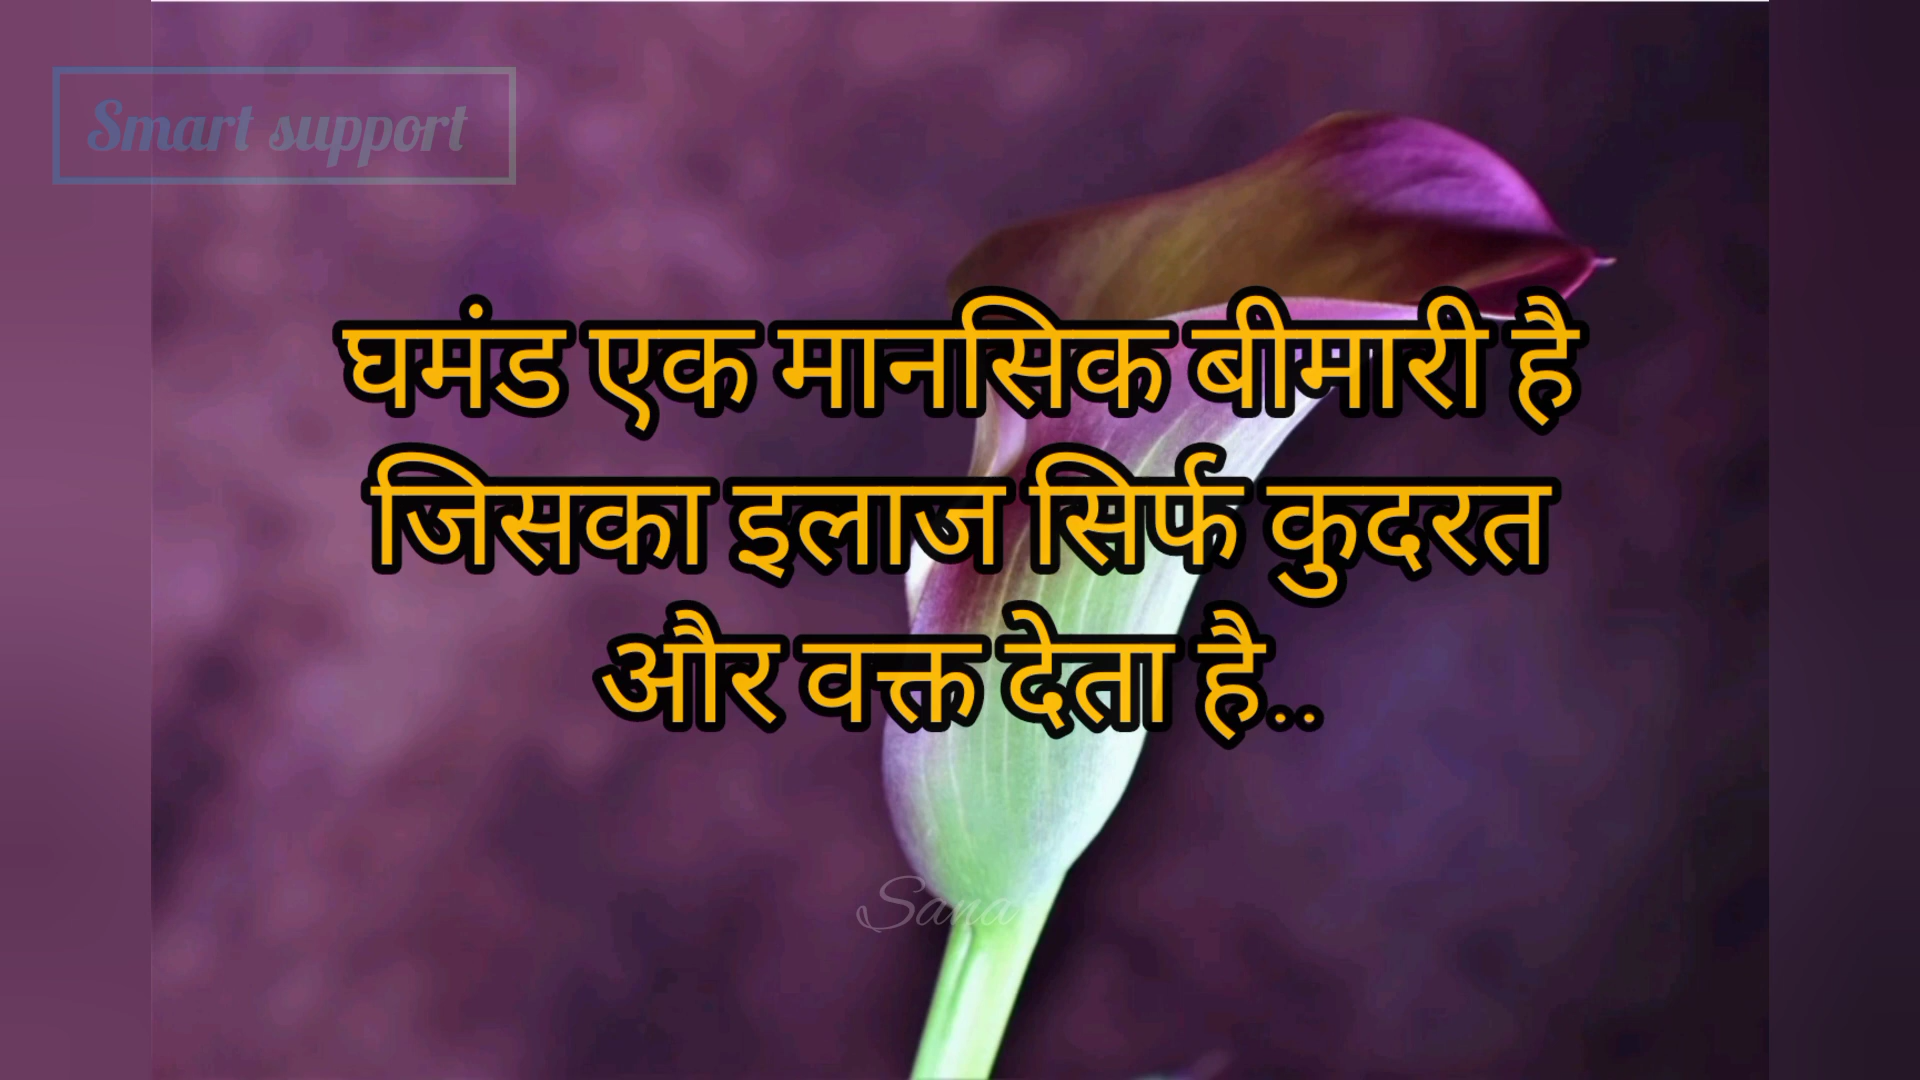 Smart support
घमंड एक मानसिक बीमारी है
जिसका इलाज सिर्फ कुदरत
और वक्त देता है..
Sana